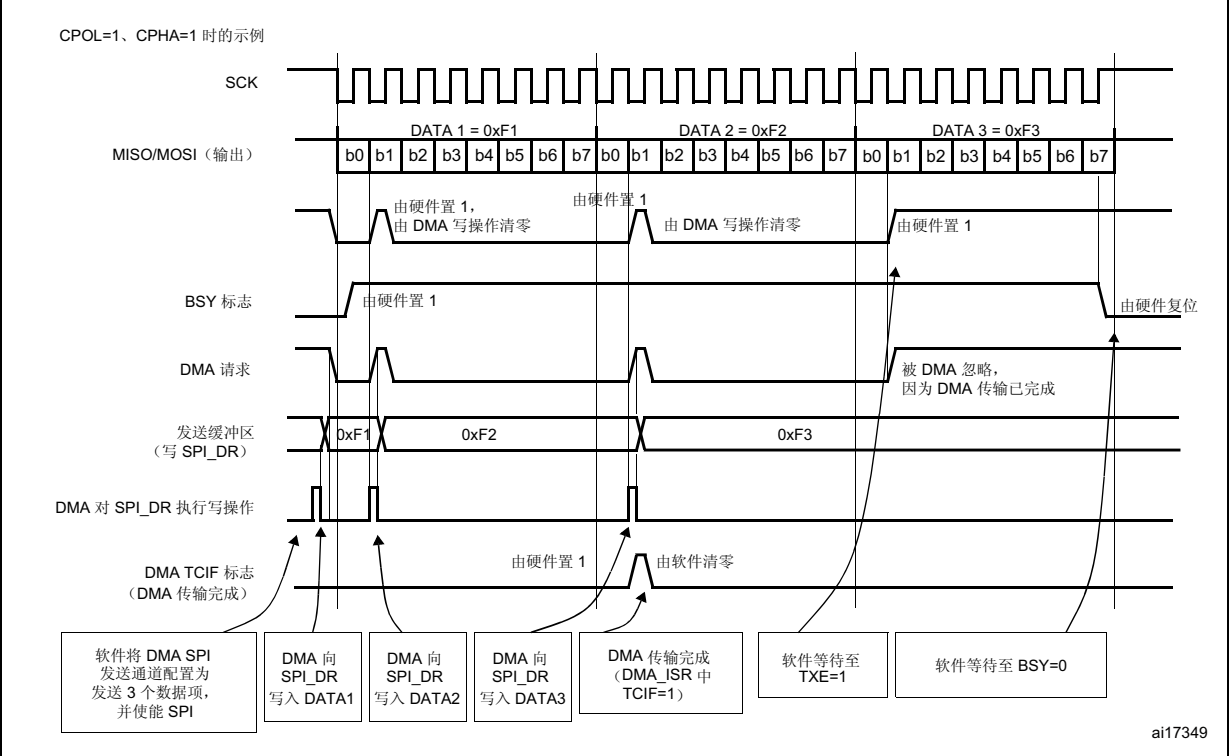 CPOL=1、CPHA=1 时的示例
SCK
DATA 1 = 0xF1
DATA 2 = 0xF2
DATA 3 = 0xF3
MISO/MOSI（输出）
b0 b1 b2 b3 b4 b5 b6 b7 b0 b1 b2 b3 b4 b5 b6 b7 b0 b1 b2 b3 b4 b5 b6 b7
由硬件置 1，
由 DMA 写操作清零
由硬件置 1
由 DMA 写操作清零
由硬件置 1
BSY 标志
由硬件置 1
由硬件复位
DMA 请求
被 DMA 忽略，
因为 DMA 传输已完成
发送缓冲区
（写 SPI_DR）
0xF1
0xF2
0xF3
DMA 对 SPI_DR 执行写操作
DMA TCIF 标志
（DMA 传输完成）
由硬件置 1
由软件清零
软件将 DMA SPI
发送通道配置为
发送 3 个数据项，
并使能 SPI
DMA 向
SPI_DR
写入 DATA1
DMA 向
SPI_DR
写入 DATA2
DMA 向
SPI_DR
写入 DATA3
DMA 传输完成
（DMA_ISR 中
TCIF=1）
软件等待至
TXE=1
软件等待至 BSY=0
ai17349